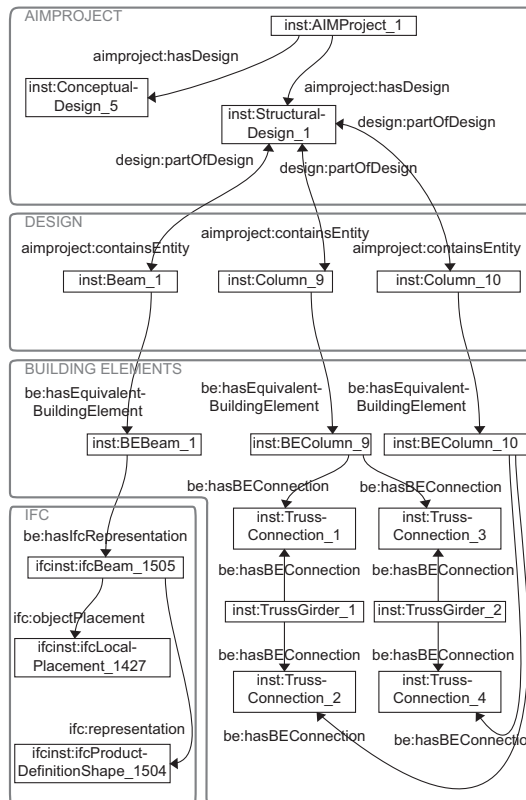 AIMPROJECT
inst:AIMProject_1
aimproject:hasDesign
inst:Conceptual-
Design_5
aimproject:hasDesign
inst:Structural-
Design_1
design:partOfDesign
design:partOfDesign
design:partOfDesign
DESIGN
aimproject:containsEntity
aimproject:containsEntity
aimproject:containsEntity
inst:Beam_1
inst:Column_9
inst:Column_10
BUILDING ELEMENTS
be:hasEquivalent-
BuildingElement
be:hasEquivalent-
BuildingElement
be:hasEquivalent-
BuildingElement
inst:BEBeam_1
inst:BEColumn_9
inst:BEColumn_10
be:hasBEConnection
be:hasBEConnection
inst:Truss-
Connection_1
inst:Truss-
Connection_3
IFC
be:hasIfcRepresentation
ifcinst:ifcBeam_1505
be:hasBEConnection
be:hasBEConnection
inst:TrussGirder_1
inst:TrussGirder_2
ifc:objectPlacement
ifcinst:ifcLocal-
Placement_1427
be:hasBEConnection
be:hasBEConnection
inst:Truss-
Connection_2
inst:Truss-
Connection_4
ifc:representation
be:hasBEConnection
be:hasBEConnection
ifcinst:ifcProduct-
DefinitionShape_1504